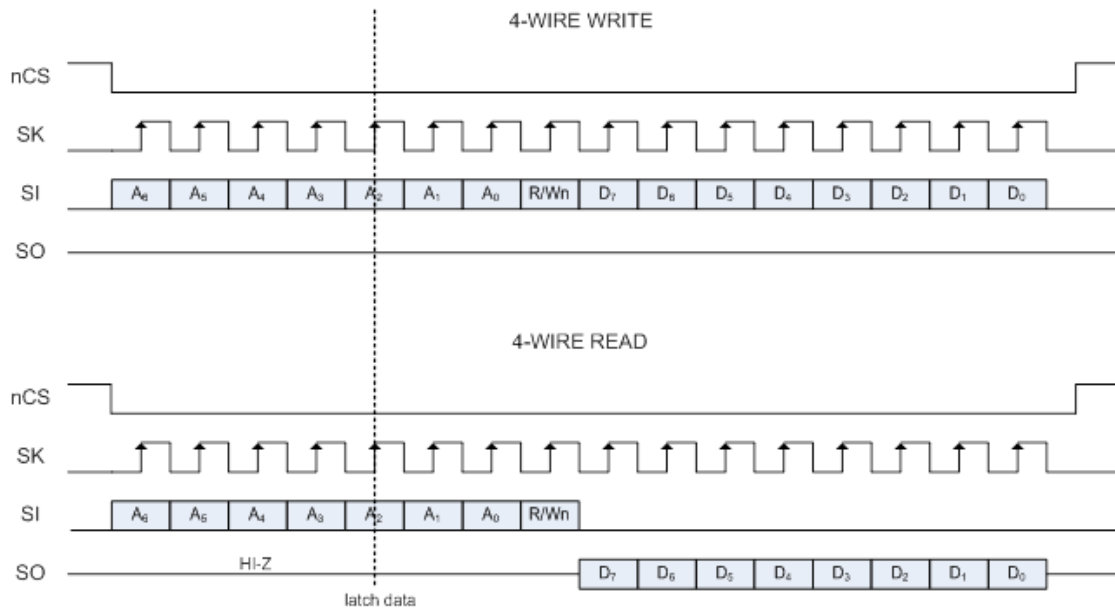 4-WIRE WRITE
nCS
SK
SI A₆ A₅ A₄ A₃ A₂ A₁ A₀ R/Wn D₇ D₆ D₅ D₄ D₃ D₂ D₁ D₀
SO
4-WIRE READ
nCS
SK
SI A₆ A₅ A₄ A₃ A₂ A₁ A₀ R/Wn
SO HI-Z D₇ D₆ D₅ D₄ D₃ D₂ D₁ D₀
latch data